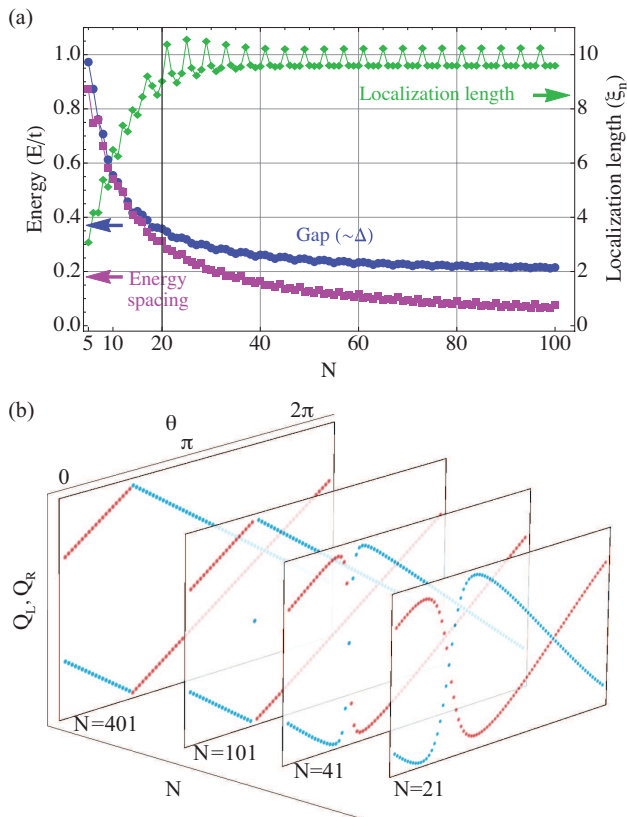 (a)
1.0
0.8
0.6
0.4
0.2
0.0
Energy (E/t)
10
8
6
4
2
0
Localization length (ξn)
Localization length
Gap (~Δ)
Energy
spacing
5
10
20
40
60
80
100
N
(b)
0
θ
π
2π
QL, QR
N=401
N=101
N=41
N=21
N